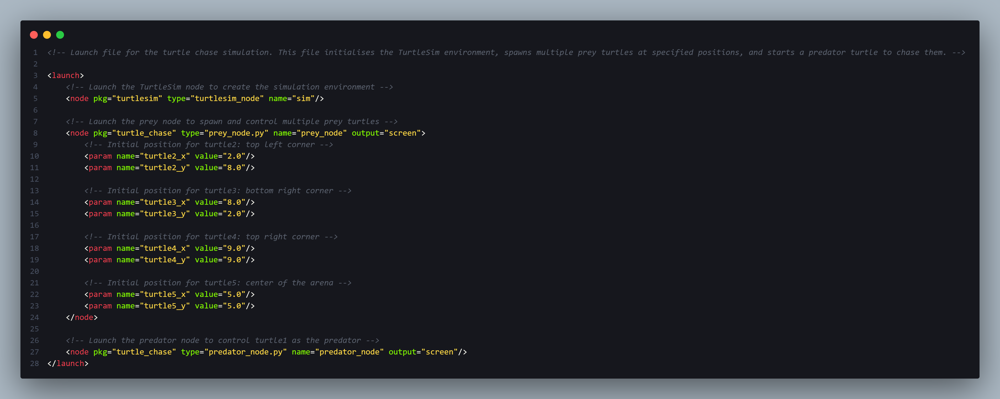 1 <!-- Launch file for the turtle chase simulation. This file initialises the TurtleSim environment, spawns multiple prey turtles at specified positions, and starts a predator turtle to chase them. -->
2
3 <launch>
4     <!-- Launch the TurtleSim node to create the simulation environment -->
5     <node pkg="turtlesim" type="turtlesim_node" name="sim"/>
6
7     <!-- Launch the prey node to spawn and control multiple prey turtles -->
8     <node pkg="turtle_chase" type="prey_node.py" name="prey_node" output="screen">
9         <!-- Initial position for turtle2: top left corner -->
10         <param name="turtle2_x" value="2.0"/>
11         <param name="turtle2_y" value="8.0"/>
12
13         <!-- Initial position for turtle3: bottom right corner -->
14         <param name="turtle3_x" value="8.0"/>
15         <param name="turtle3_y" value="2.0"/>
16
17         <!-- Initial position for turtle4: top right corner -->
18         <param name="turtle4_x" value="9.0"/>
19         <param name="turtle4_y" value="9.0"/>
20
21         <!-- Initial position for turtle5: center of the arena -->
22         <param name="turtle5_x" value="5.0"/>
23         <param name="turtle5_y" value="5.0"/>
24     </node>
25
26     <!-- Launch the predator node to control turtle1 as the predator -->
27     <node pkg="turtle_chase" type="predator_node.py" name="predator_node" output="screen"/>
28 </launch>